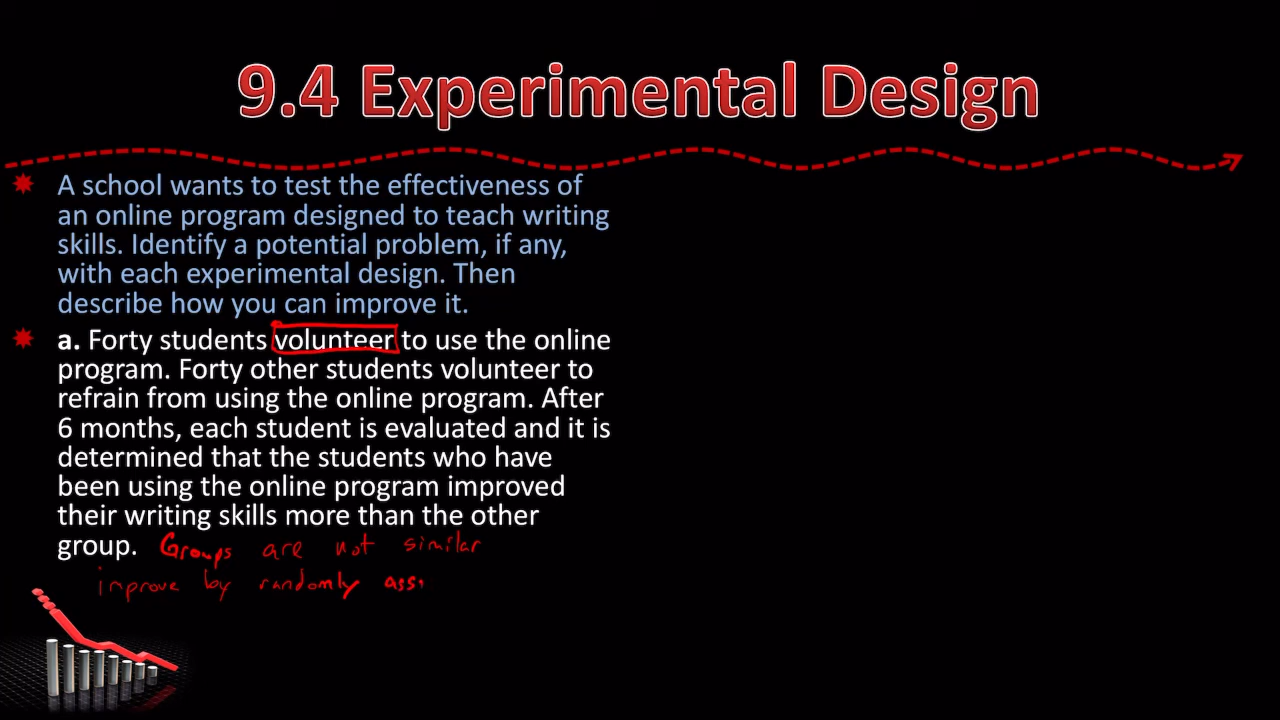 9.4 Experimental Design
A school wants to test the effectiveness of
an online program designed to teach writing
skills. Identify a potential problem, if any,
with each experimental design. Then
describe how you can improve it.
a. Forty students volunteer to use the online
program. Forty other students volunteer to
refrain from using the online program. After
6 months, each student is evaluated and it is
determined that the students who have
been using the online program improved
their writing skills more than the other
group. Groups are not similar
improve by randomly ass